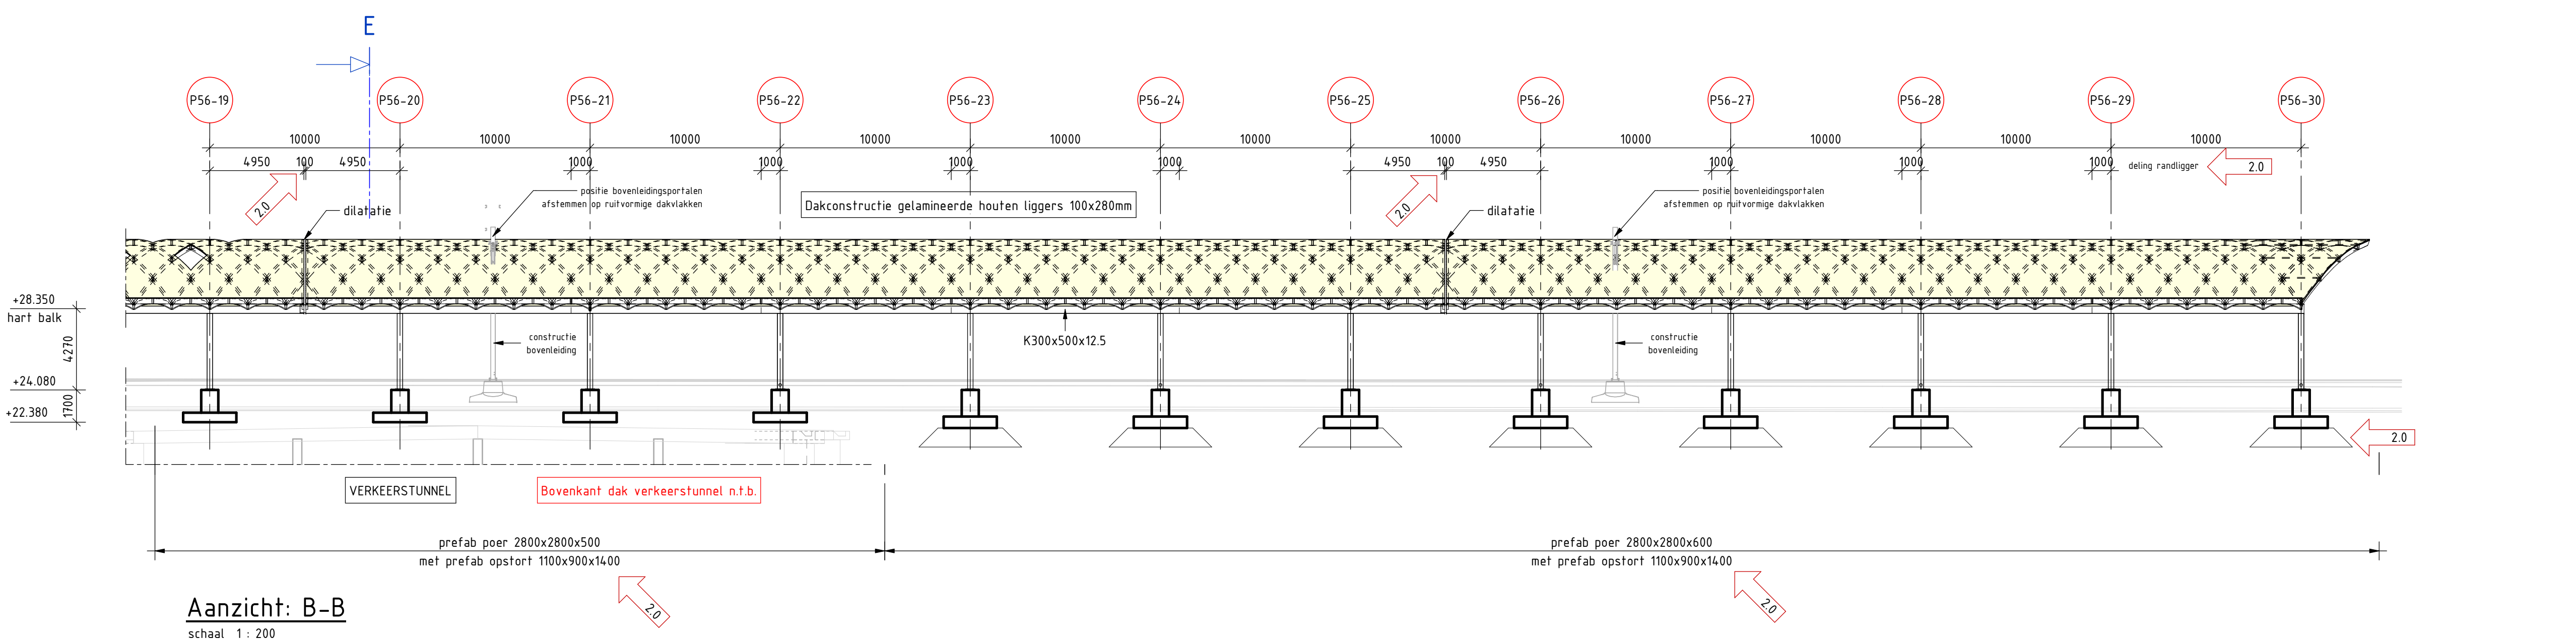 E
P56-19 P56-20 P56-21 P56-22 P56-23 P56-24 P56-25 P56-26 P56-27 P56-28 P56-29 P56-30
10000 10000 10000 10000 10000 10000 10000 10000 10000 10000 10000
4950 100 4950 1000 1000 1000 1000 4950 100 4950 1000 1000 1000 deling randligger 2.0
2.0 2.0
positie bovenleidingsportalen
afstemmen op ruitvormige dakvlakken
positie bovenleidingsportalen
afstemmen op ruitvormige dakvlakken
Dakconstructie gelamineerde houten liggers 100x280mm
dilatatie
dilatatie
+28.350
hart balk
4270
+24.080
1700
+22.380
constructie
bovenleiding
K300x500x12.5
constructie
bovenleiding
2.0
VERKEERSTUNNEL
Bovenkant dak verkeerstunnel n.t.b.
prefab poer 2800x2800x500
met prefab opstort 1100x900x1400
prefab poer 2800x2800x600
met prefab opstort 1100x900x1400
2.0 2.0
Aanzicht: B-B
schaal 1 : 200